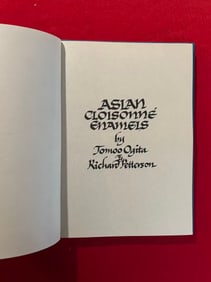 ASIAN
CLOISONNÉ
ENAMELS
by
Tomoo Ogita
&
Richard Petterson